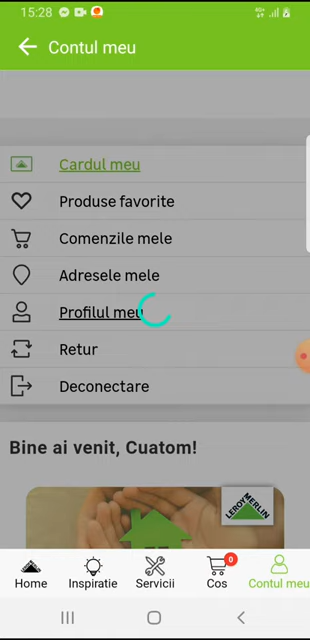 15:28
Contul meu
Cardul meu
Produse favorite
Comenzile mele
Adresele mele
Profilul meu
Retur
Deconectare
Bine ai venit, Cuatom!
LEROY MERLIN
0
Home Inspiratie Servicii Cos Contul meu